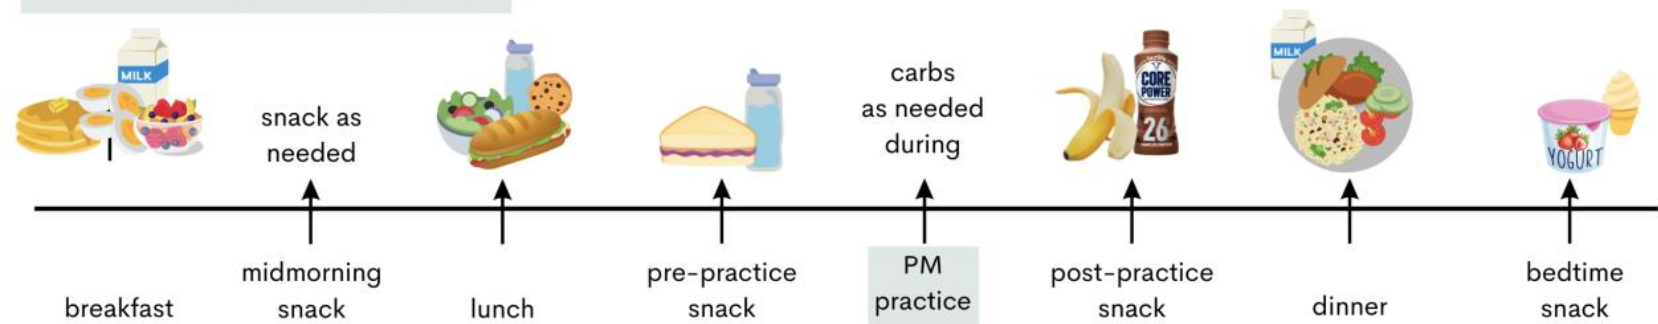 MILK
snack as
needed
carbs
as needed
during
CORE
POWER
26
MILK
YOGURT
breakfast
midmorning
snack
lunch
pre-practice
snack
PM
practice
post-practice
snack
dinner
bedtime
snack